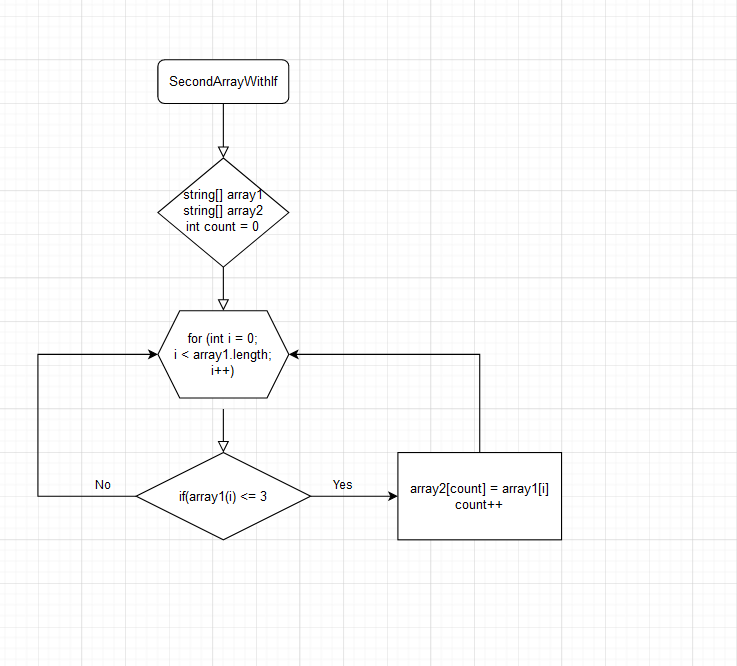 SecondArrayWithIf
string[] array1
string[] array2
int count = 0
for (int i = 0;
i < array1.length;
i++)
No
if(array1(i) <= 3
Yes
array2[count] = array1[i]
count++